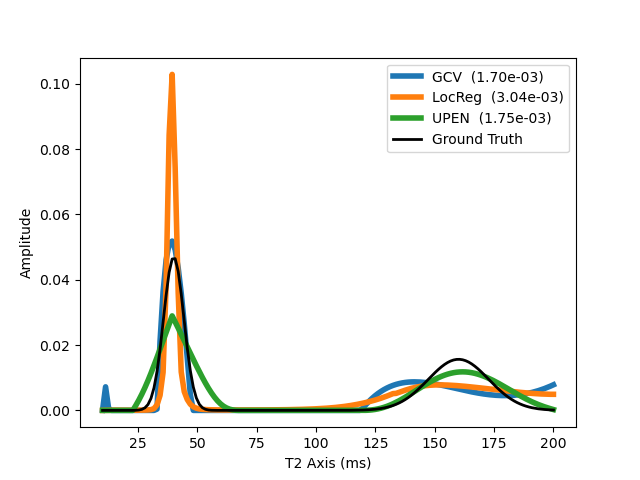 GCV (1.70e-03)
LocReg (3.04e-03)
UPEN (1.75e-03)
Ground Truth
Amplitude
0.10
0.08
0.06
0.04
0.02
0.00
25 50 75 100 125 150 175 200
T2 Axis (ms)